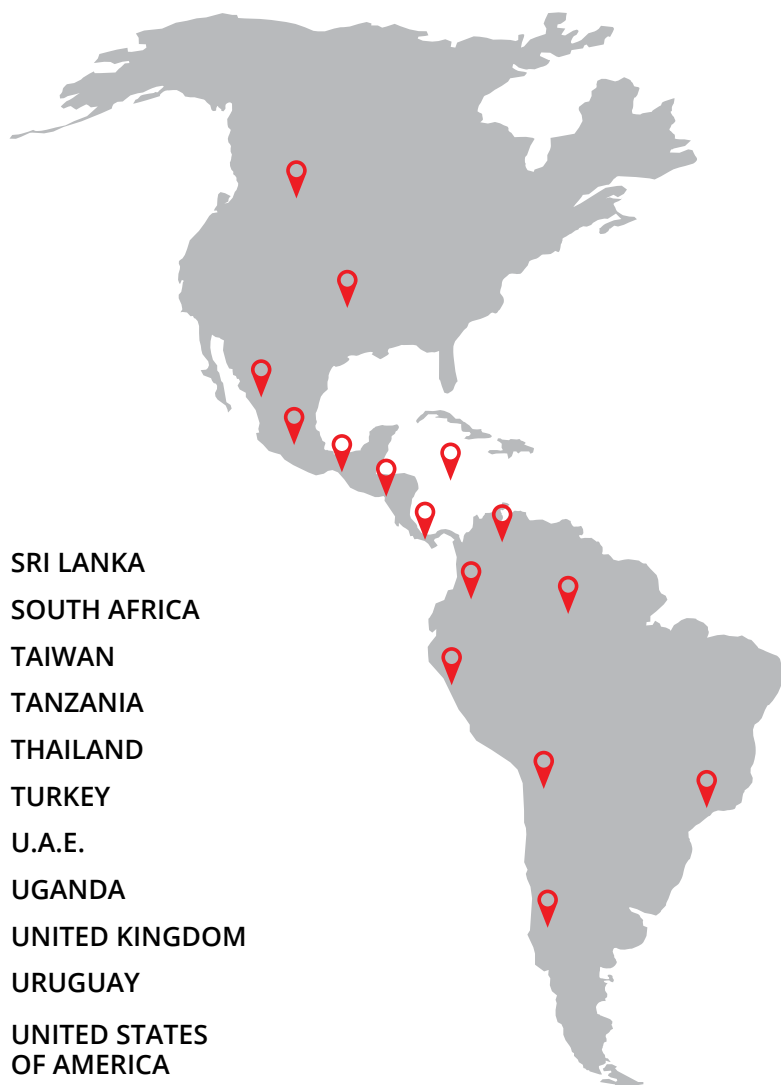 SRI LANKA
SOUTH AFRICA
TAIWAN
TANZANIA
THAILAND
TURKEY
U.A.E.
UGANDA
UNITED KINGDOM
URUGUAY
UNITED STATES
OF AMERICA